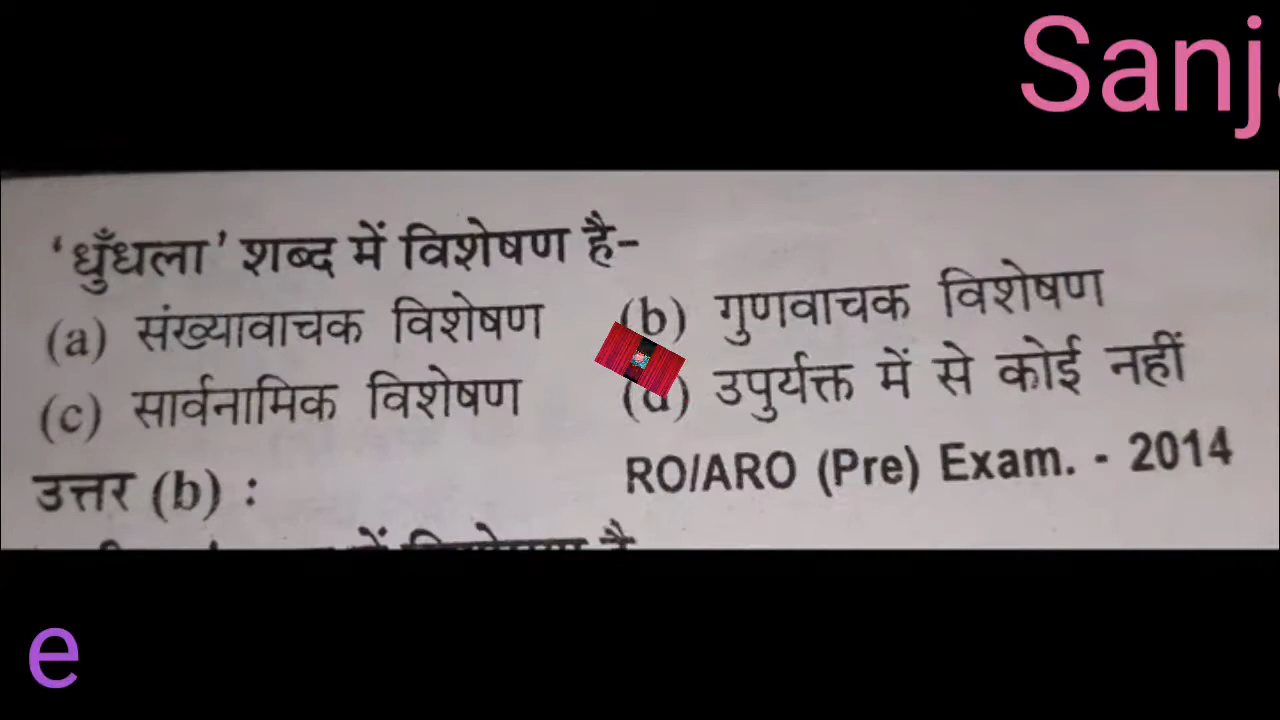 Sanj
'धुँधला' शब्द में विशेषण है-
(a) संख्यावाचक विशेषण (b) गुणवाचक विशेषण
(c) सार्वनामिक विशेषण (d) उपुर्यक्त में से कोई नहीं
उत्तर (b) : RO/ARO (Pre) Exam. - 2014
में विशेषण है
e